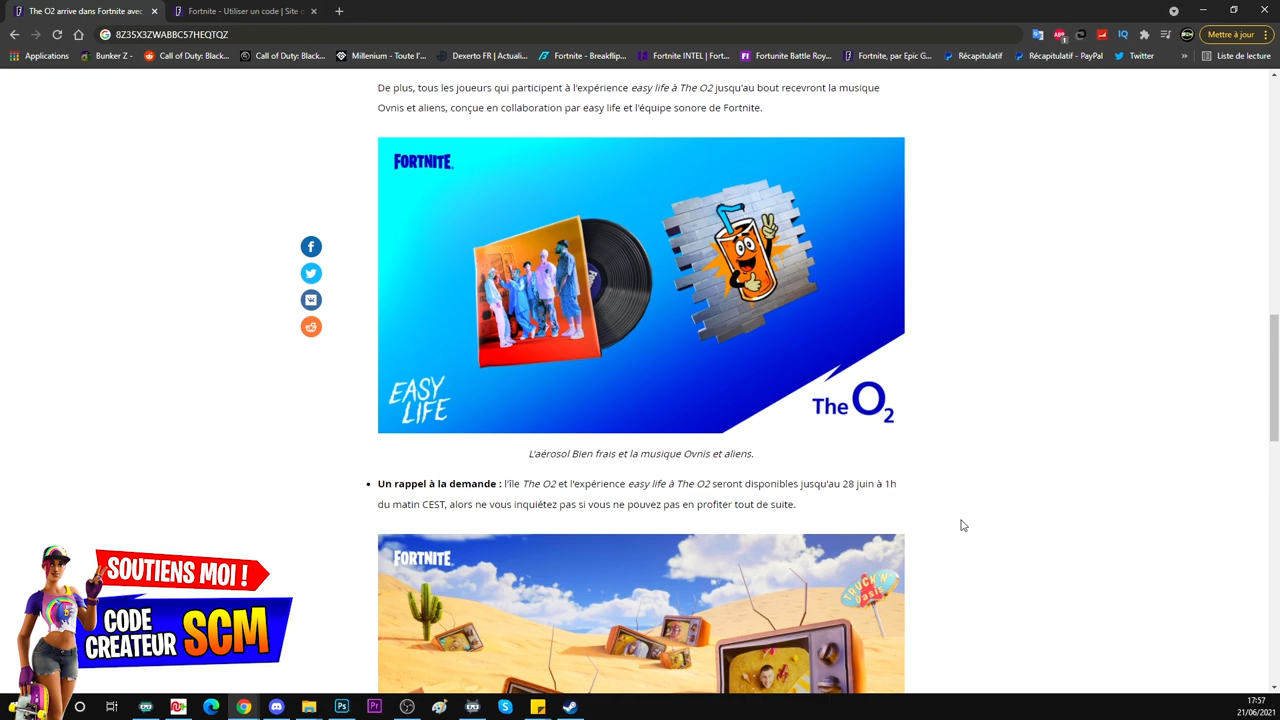 The O2 arrive dans Fortnite avec
Fortnite - Utiliser un code | Site o
8Z35X3ZWABBC57HEQTQZ
Mettre à jour
Applications
Bunker Z -
Call of Duty: Black...
Call of Duty: Black...
Millenium - Toute l'...
Dexerto FR | Actuali...
Fortnite - Breakflip...
Fortnite INTEL | Fort...
Fortunite Battle Roy...
Fortnite, par Epic G...
Récapitulatif
Récapitulatif - PayPal
Twitter
»
Liste de lecture
De plus, tous les joueurs qui participent à l'expérience easy life à The O2 jusqu'au bout recevront la musique
Ovnis et aliens, conçue en collaboration par easy life et l'équipe sonore de Fortnite.
FORTNITE
EASY
LIFE
The O2
L'aérosol Bien frais et la musique Ovnis et aliens.
• Un rappel à la demande : l'île The O2 et l'expérience easy life à The O2 seront disponibles jusqu'au 28 juin à 1h
du matin CEST, alors ne vous inquiétez pas si vous ne pouvez pas en profiter tout de suite.
FORTNITE
TRUCK'N'
Oasis
SOUTIENS MOI !
CODE
CREATEUR SCM
17:57
21/06/2021